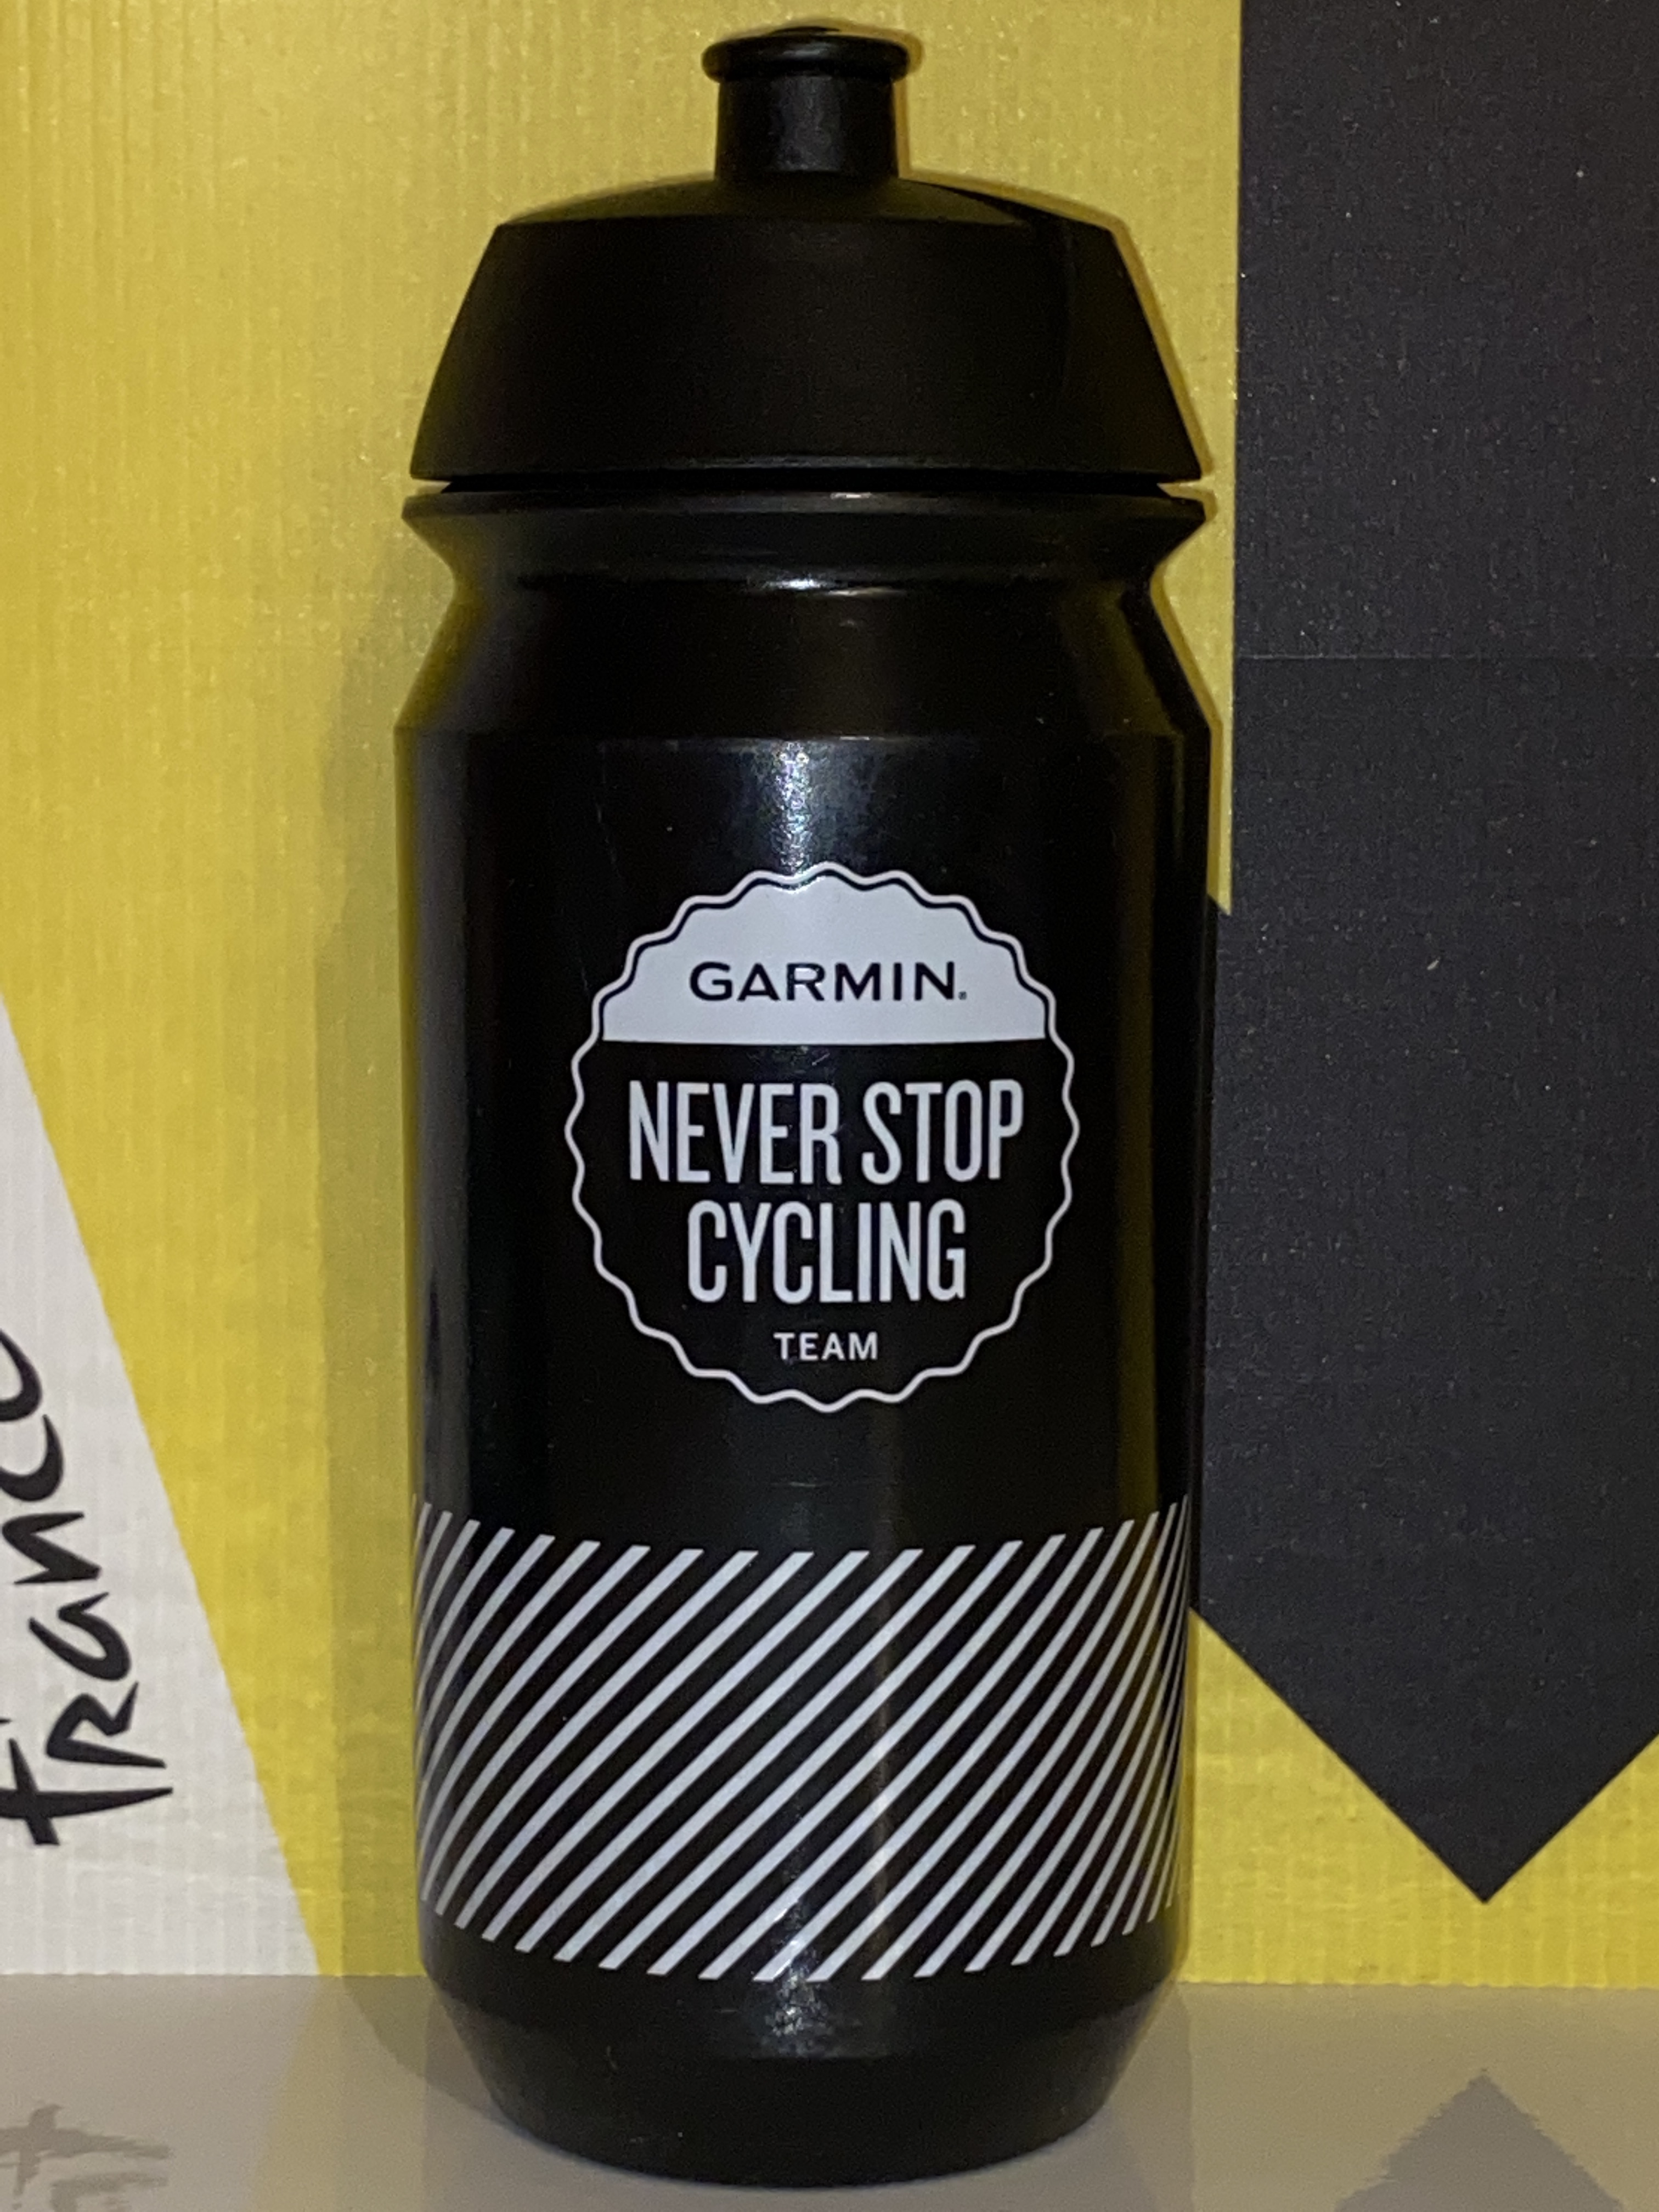 GARMIN®
NEVER STOP
CYCLING
TEAM
france